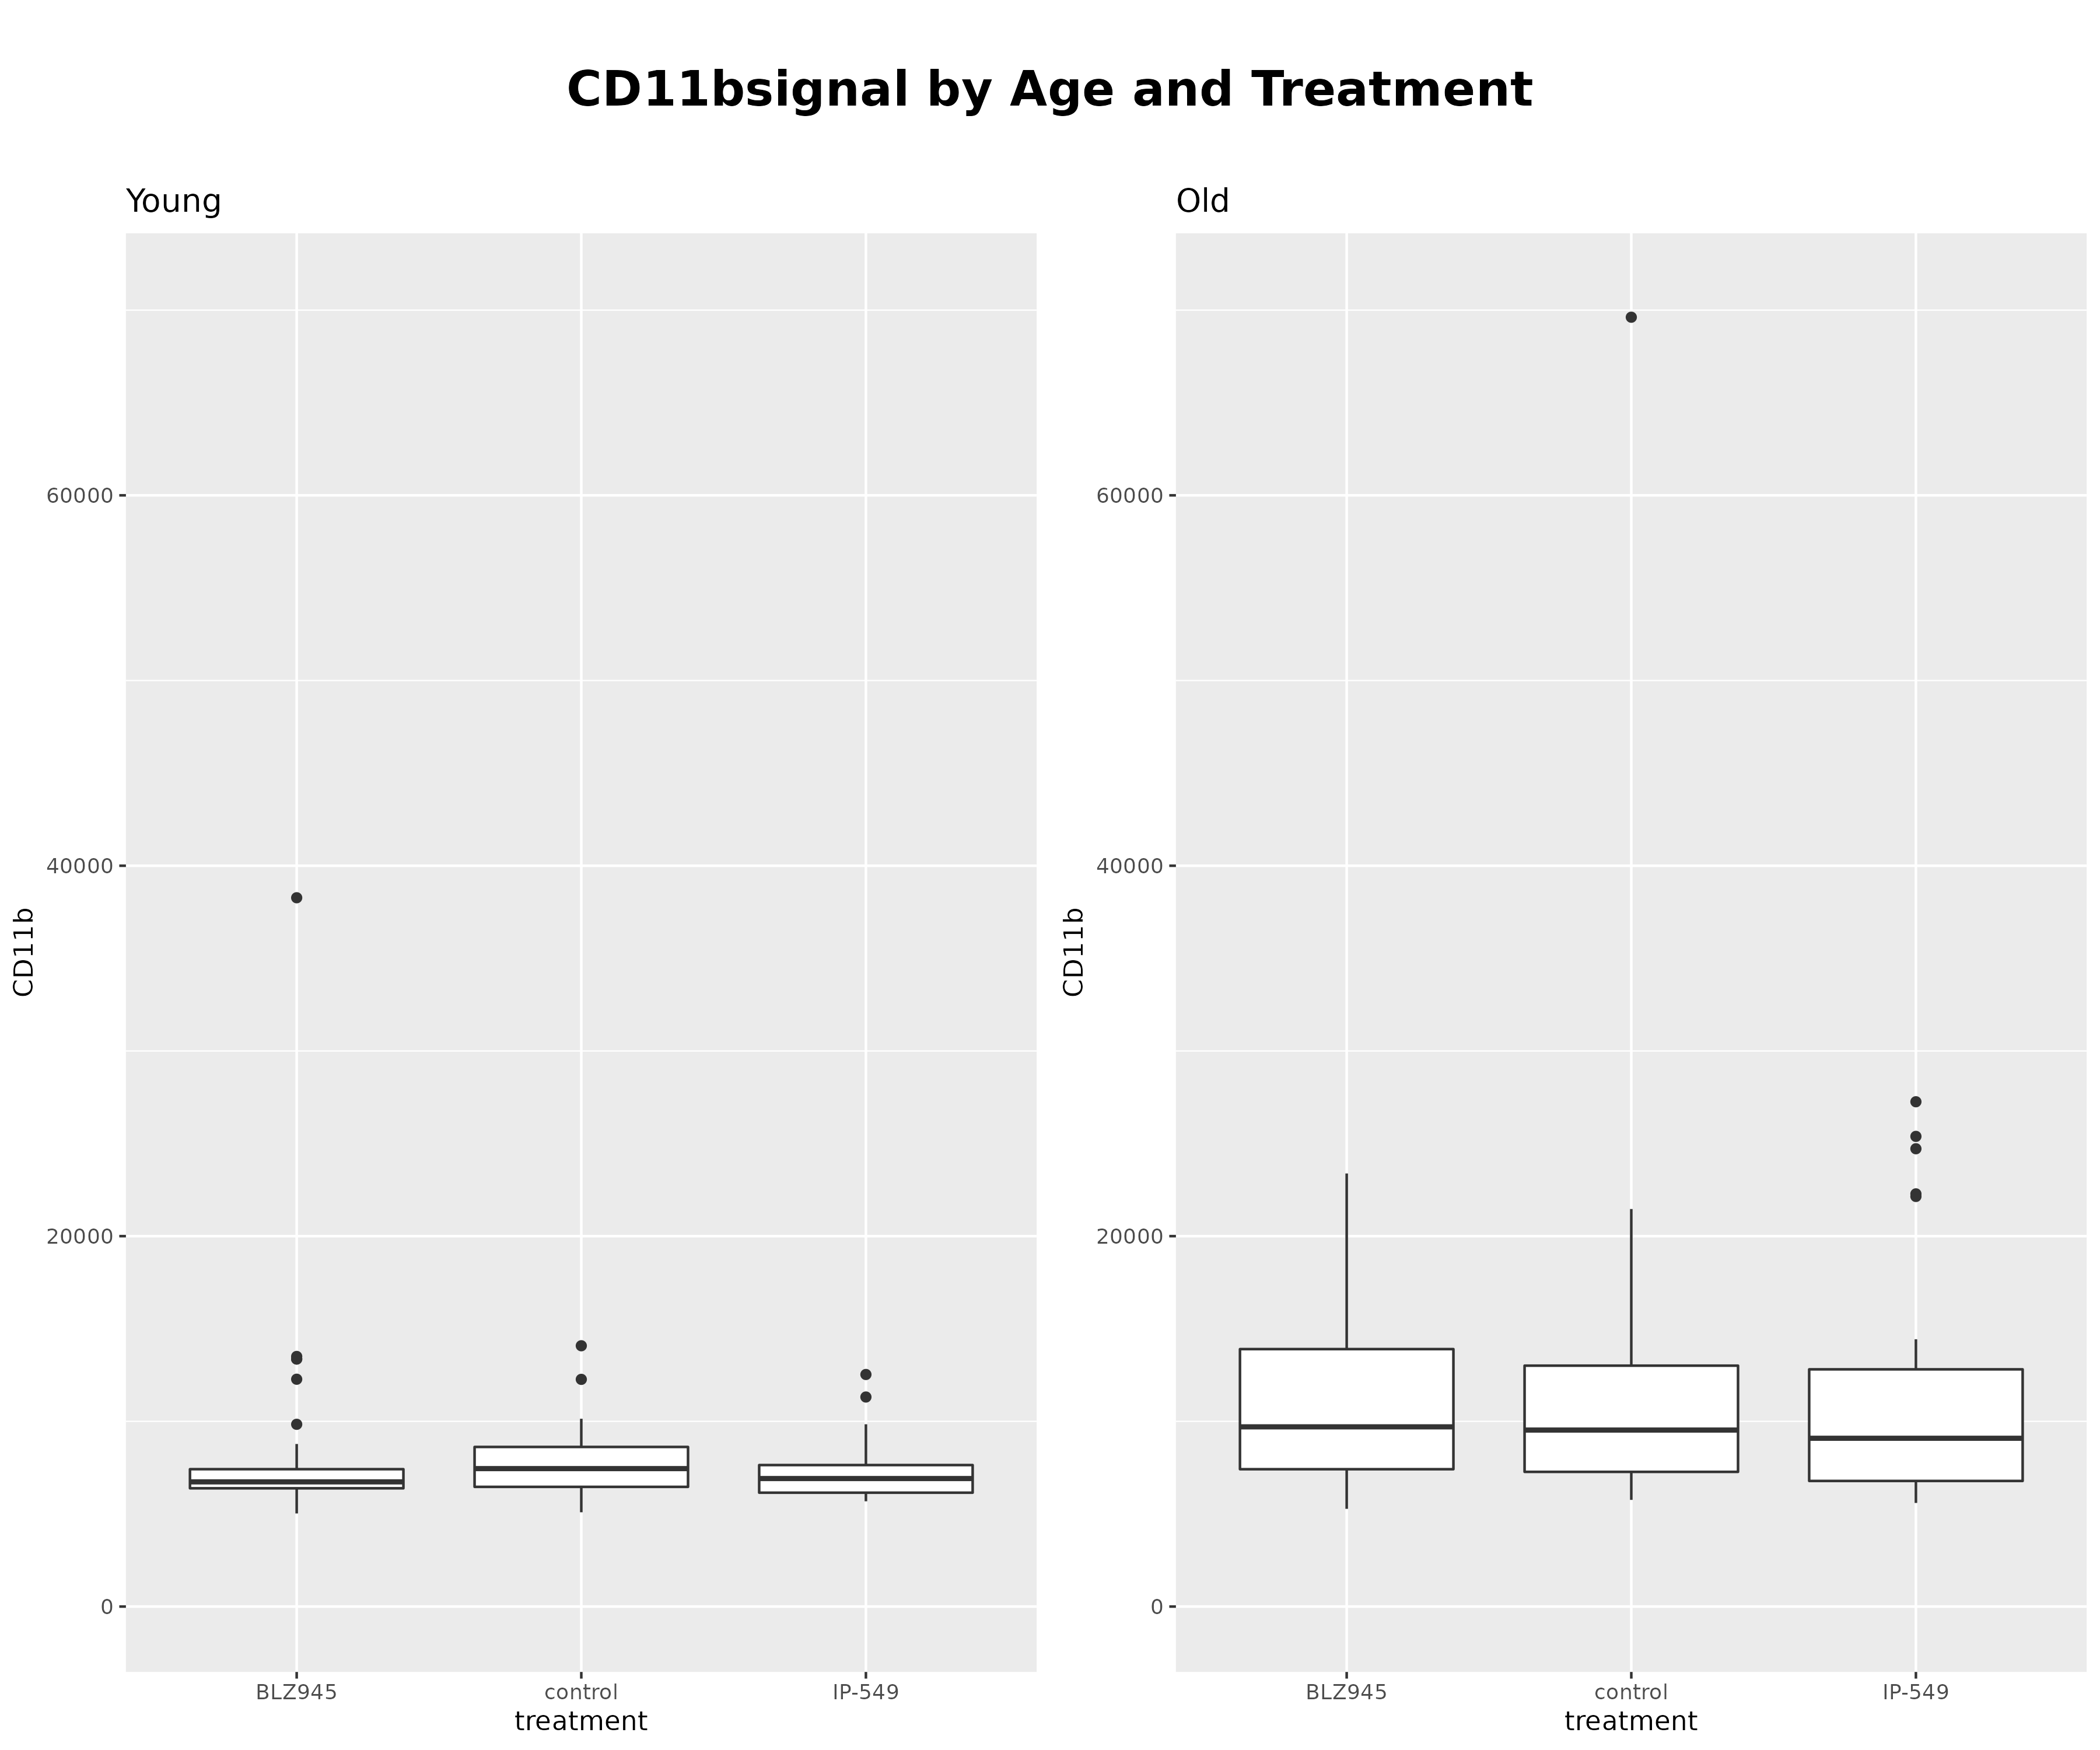 CD11bsignal by Age and Treatment
Young
CD11b
60000
40000
20000
0
BLZ945 control IP-549
treatment
Old
CD11b
60000
40000
20000
0
BLZ945 control IP-549
treatment